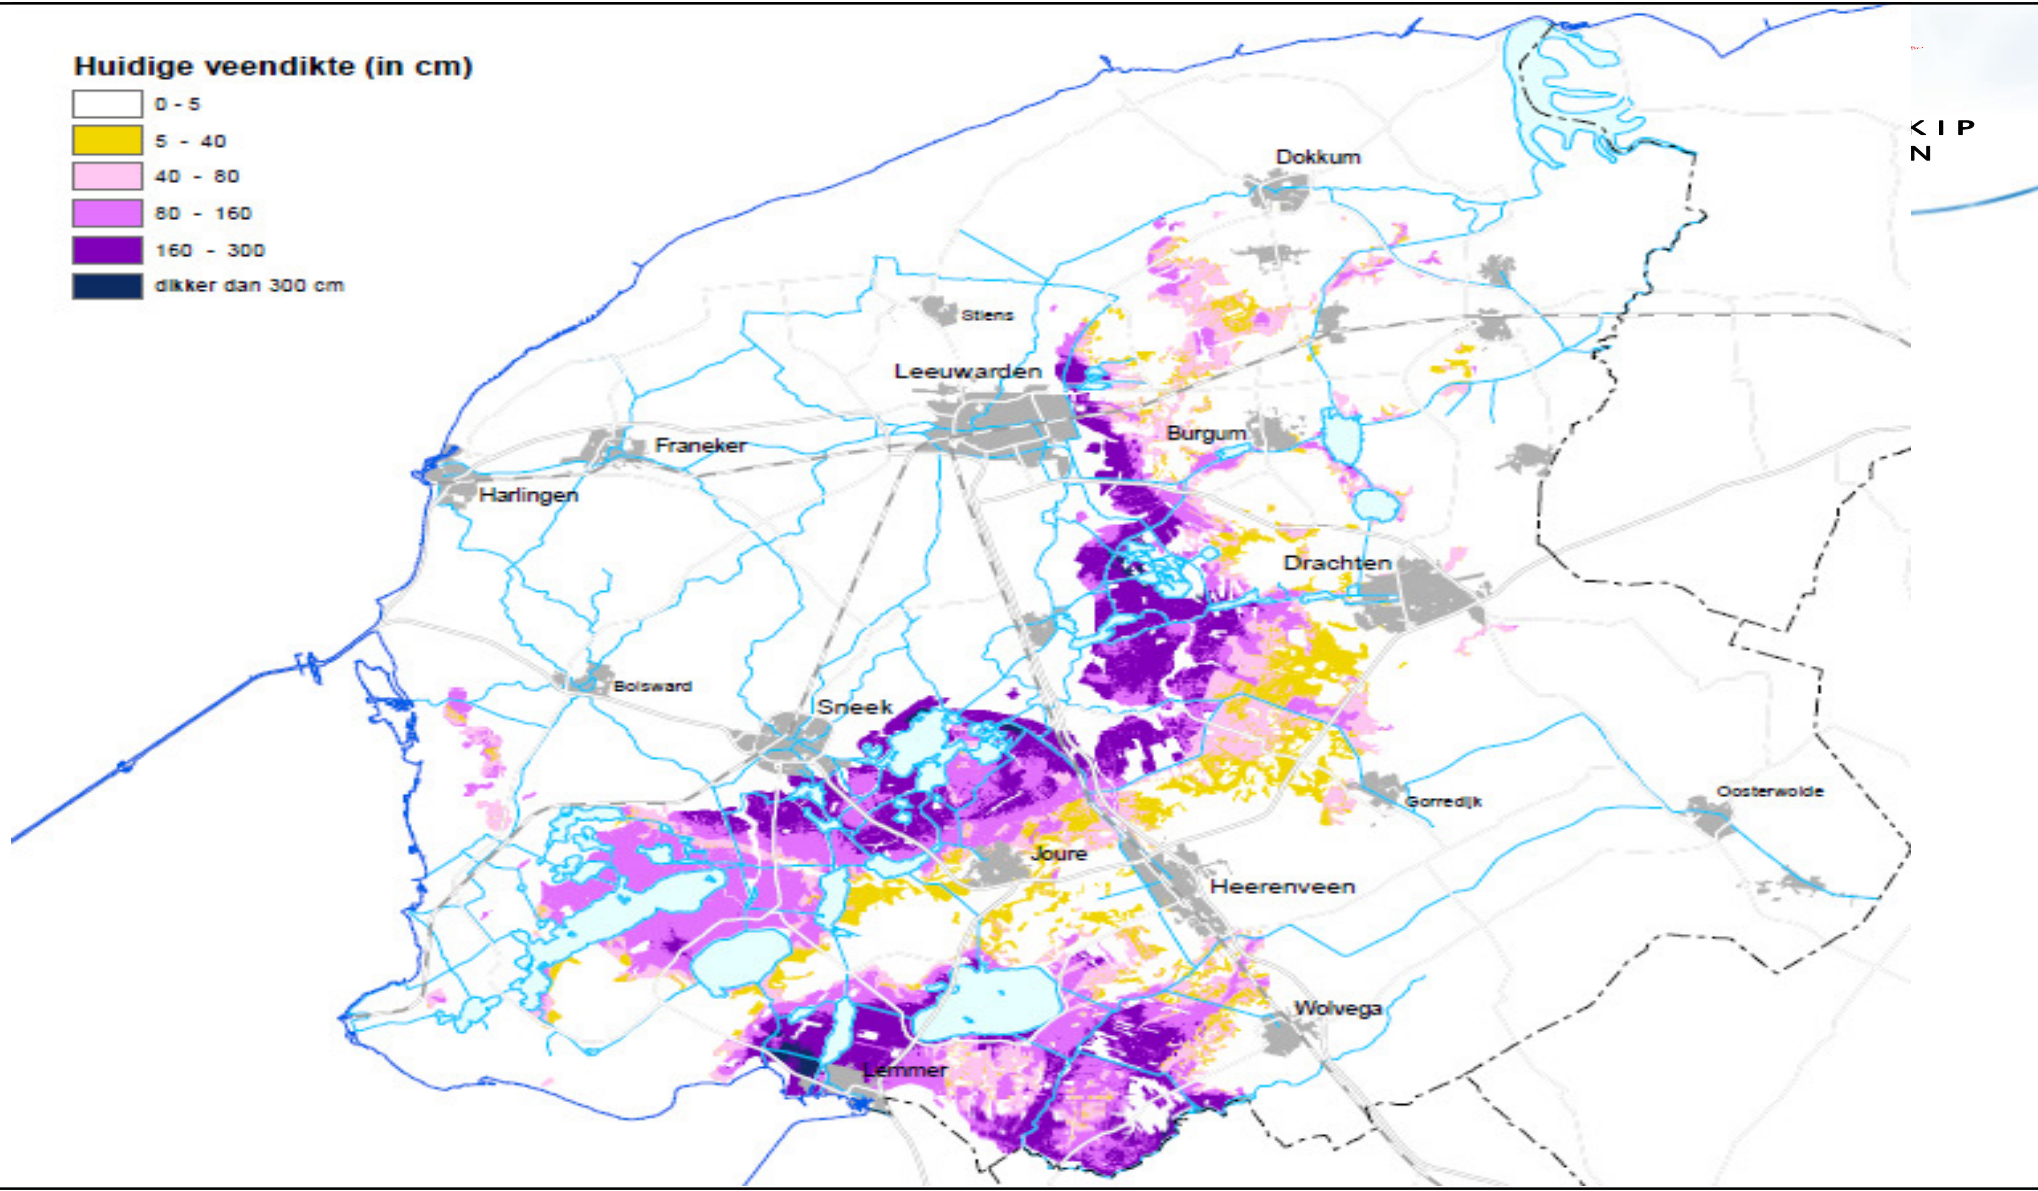 Huidige veendikte (in cm)
0 - 5
5 - 40
40 - 80
80 - 160
160 - 300
dikker dan 300 cm
KIP
N
Dokkum
Stiens
Leeuwarden
Burgum
Franeker
Harlingen
Drachten
Bolsward
Sneek
Gorredijk
Oosterwolde
Joure
Heerenveen
Wolvega
Lemmer